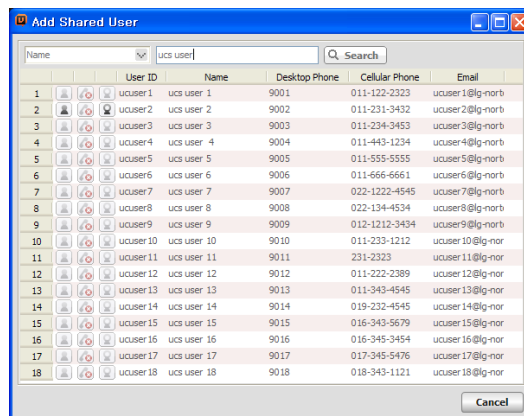 Add Shared User
Name ucs user Search
User ID Name Desktop Phone Cellular Phone Email
1 ucuser1 ucs user 1 9001 011-122-2323 ucuser1@lg-nort
2 ucuser2 ucs user 2 9002 011-231-3432 ucuser2@lg-nort
3 ucuser3 ucs user 3 9003 011-234-3453 ucuser3@lg-nort
4 ucuser4 ucs user 4 9004 011-443-1234 ucuser4@lg-nort
5 ucuser5 ucs user 5 9005 011-555-5555 ucuser5@lg-nort
6 ucuser6 ucs user 6 9006 011-666-6661 ucuser6@lg-nort
7 ucuser7 ucs user 7 9007 022-1222-4545 ucuser7@lg-nort
8 ucuser8 ucs user 8 9008 022-134-4534 ucuser8@lg-nort
9 ucuser9 ucs user 9 9009 012-1212-3434 ucuser9@lg-nort
10 ucuser10 ucs user 10 9010 011-233-1212 ucuser10@lg-nor
11 ucuser11 ucs user 11 9011 231-2323 ucuser11@lg-nor
12 ucuser12 ucs user 12 9012 011-222-2389 ucuser12@lg-nor
13 ucuser13 ucs user 13 9013 011-343-4545 ucuser13@lg-nor
14 ucuser14 ucs user 14 9014 019-232-4545 ucuser14@lg-nor
15 ucuser15 ucs user 15 9015 016-343-5679 ucuser15@lg-nor
16 ucuser16 ucs user 16 9016 016-345-3454 ucuser16@lg-nor
17 ucuser17 ucs user 17 9017 017-345-5476 ucuser17@lg-nor
18 ucuser18 ucs user 18 9018 018-343-1121 ucuser18@lg-nor
Cancel